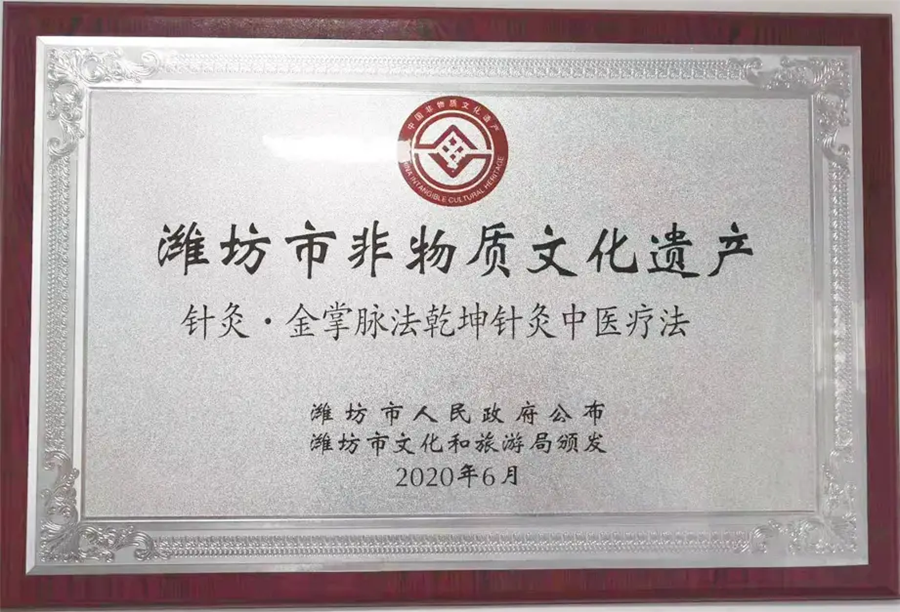 中国非物质文化遗产
INTANGIBLE CULTURAL HERITAGE
潍坊市非物质文化遗产
针灸·金掌脉法乾坤针灸中医疗法
潍坊市人民政府公布
潍坊市文化和旅游局颁发
2020年6月